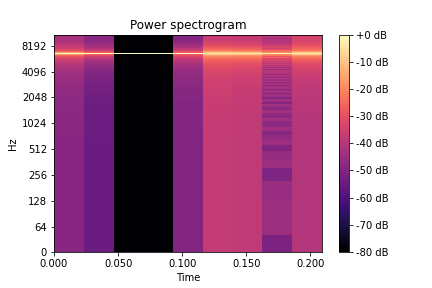 Power spectrogram
Hz
8192
4096
2048
1024
512
256
128
64
0
0.000 0.050 0.100 0.150 0.200
Time
+0 dB
-10 dB
-20 dB
-30 dB
-40 dB
-50 dB
-60 dB
-70 dB
-80 dB